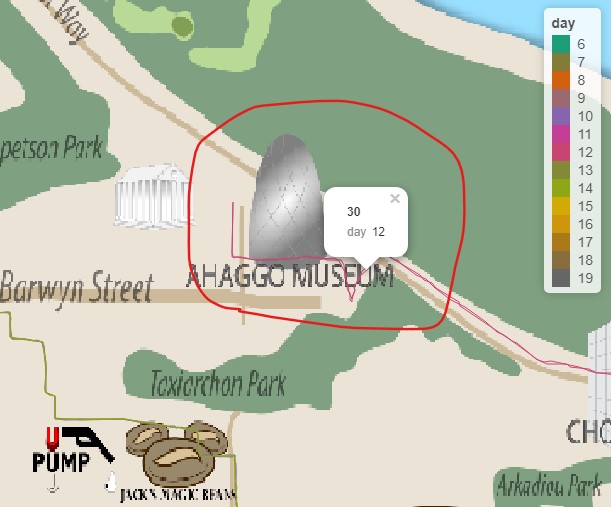 Way
day
6
7
8
9
10
11
12
13
14
15
16
17
18
19
petson Park
×
30
day 12
AHAGGO MUSEUM
Barwyn Street
Taxiarchon Park
PUMP
JACK'S MAGIC BEANS
CHO
Arkadiou Park